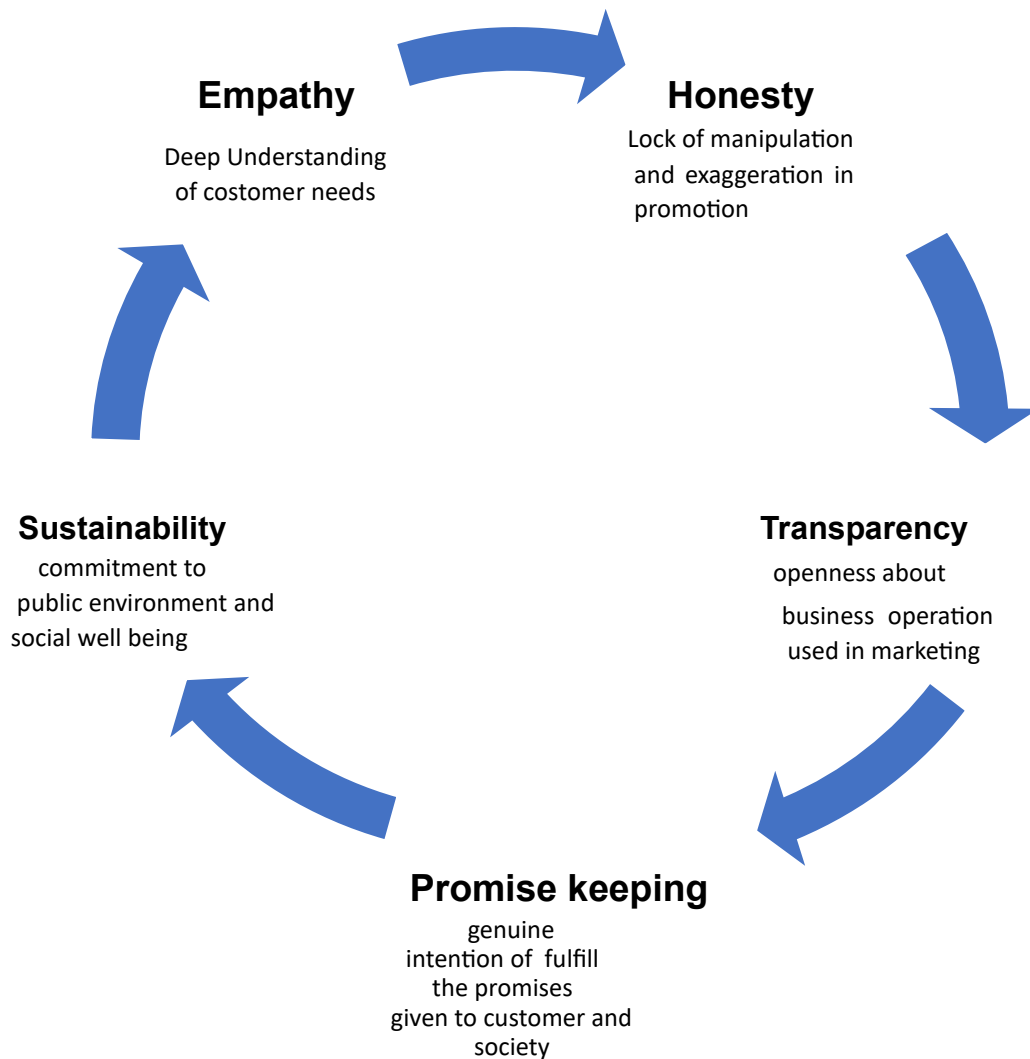 Empathy
Deep Understanding
of costomer needs
Honesty
Lock of manipulation
and exaggeration in
promotion
Transparency
openness about
business operation
used in marketing
Promise keeping
genuine
intention of fulfill
the promises
given to customer and
society
Sustainability
commitment to
public environment and
social well being